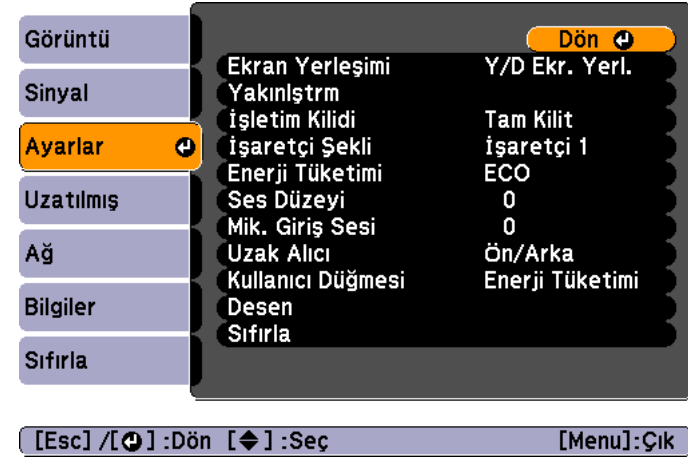 Görüntü
Sinyal
Ayarlar
Uzatılmış
Ağ
Bilgiler
Sıfırla
Dön
Ekran Yerleşimi Y/D Ekr. Yerl.
Yakınlştrm
İşletim Kilidi Tam Kilit
İşaretçi Şekli İşaretçi 1
Enerji Tüketimi ECO
Ses Düzeyi 0
Mik. Giriş Sesi 0
Uzak Alıcı Ön/Arka
Kullanıcı Düğmesi Enerji Tüketimi
Desen
Sıfırla
[Esc] /[⏎] :Dön [◆] :Seç [Menu]:Çık